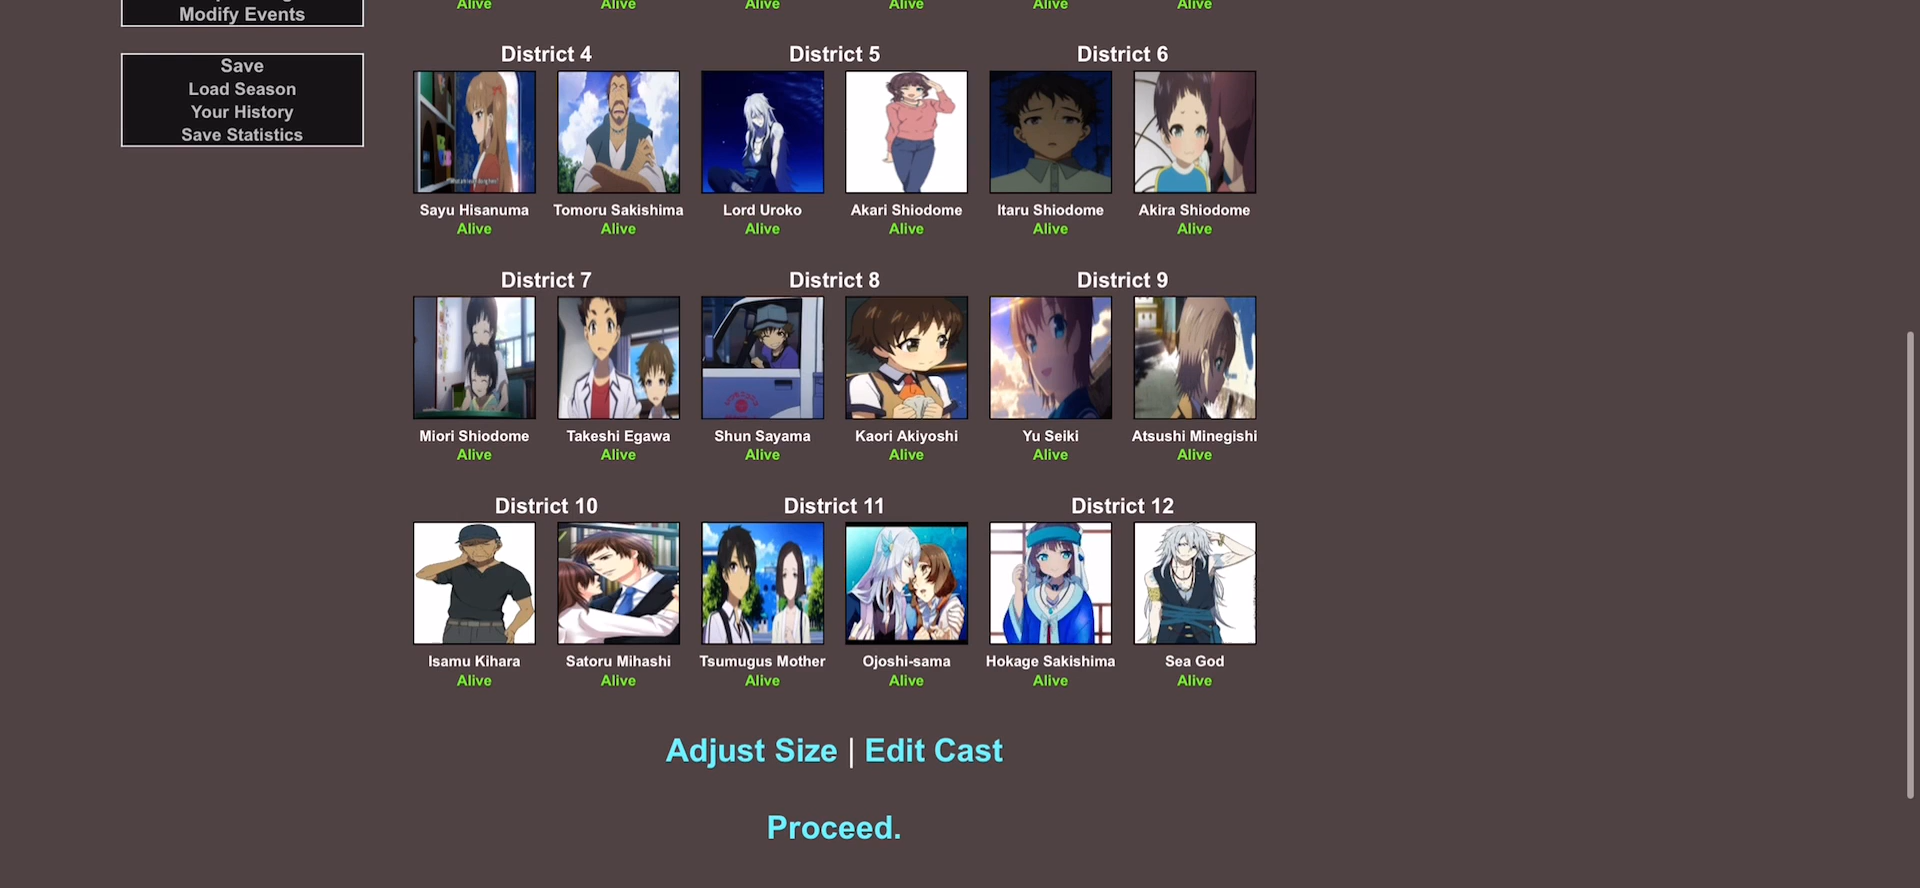 Modify Events
Save
Load Season
Your History
Save Statistics
Alive Alive Alive Alive Alive Alive
District 4 District 5 District 6
Sayu Hisanuma Tomoru Sakishima Lord Uroko Akari Shiodome Itaru Shiodome Akira Shiodome
Alive Alive Alive Alive Alive Alive
District 7 District 8 District 9
Miori Shiodome Takeshi Egawa Shun Sayama Kaori Akiyoshi Yu Seiki Atsushi Minegishi
Alive Alive Alive Alive Alive Alive
District 10 District 11 District 12
Isamu Kihara Satoru Mihashi Tsumugus Mother Ojoshi-sama Hokage Sakishima Sea God
Alive Alive Alive Alive Alive Alive
Adjust Size | Edit Cast
Proceed.